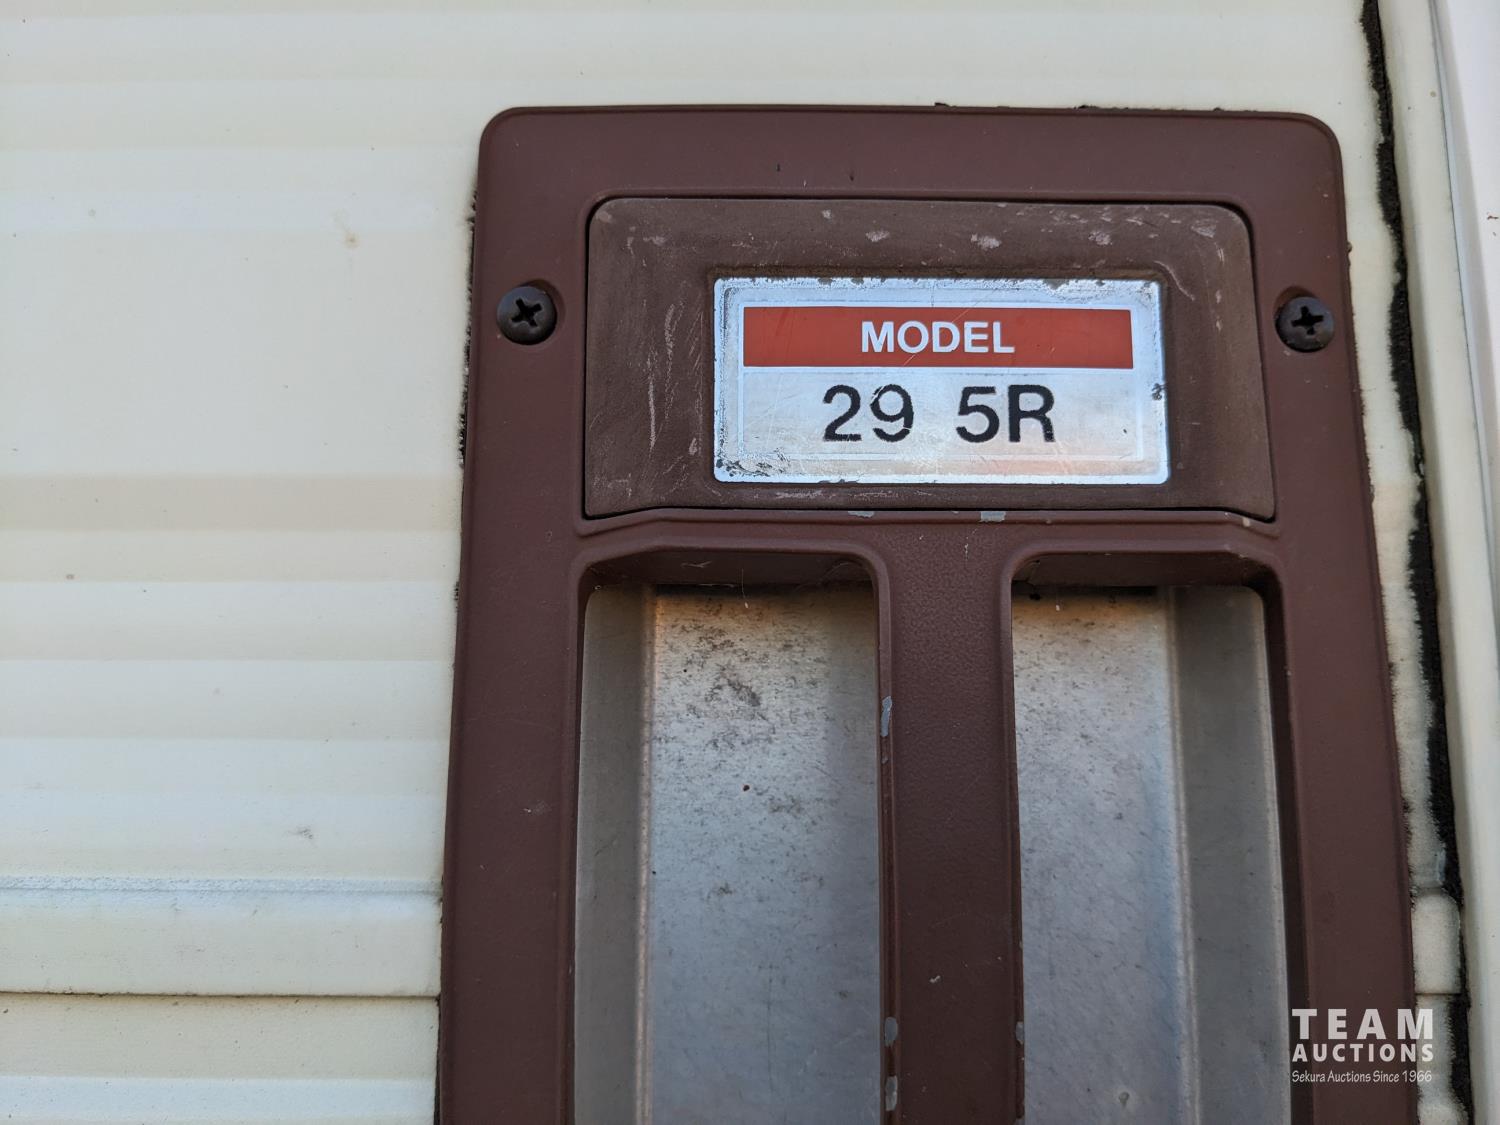 MODEL
29 5R
TEAM
AUCTIONS
Sekura Auctions Since 1966